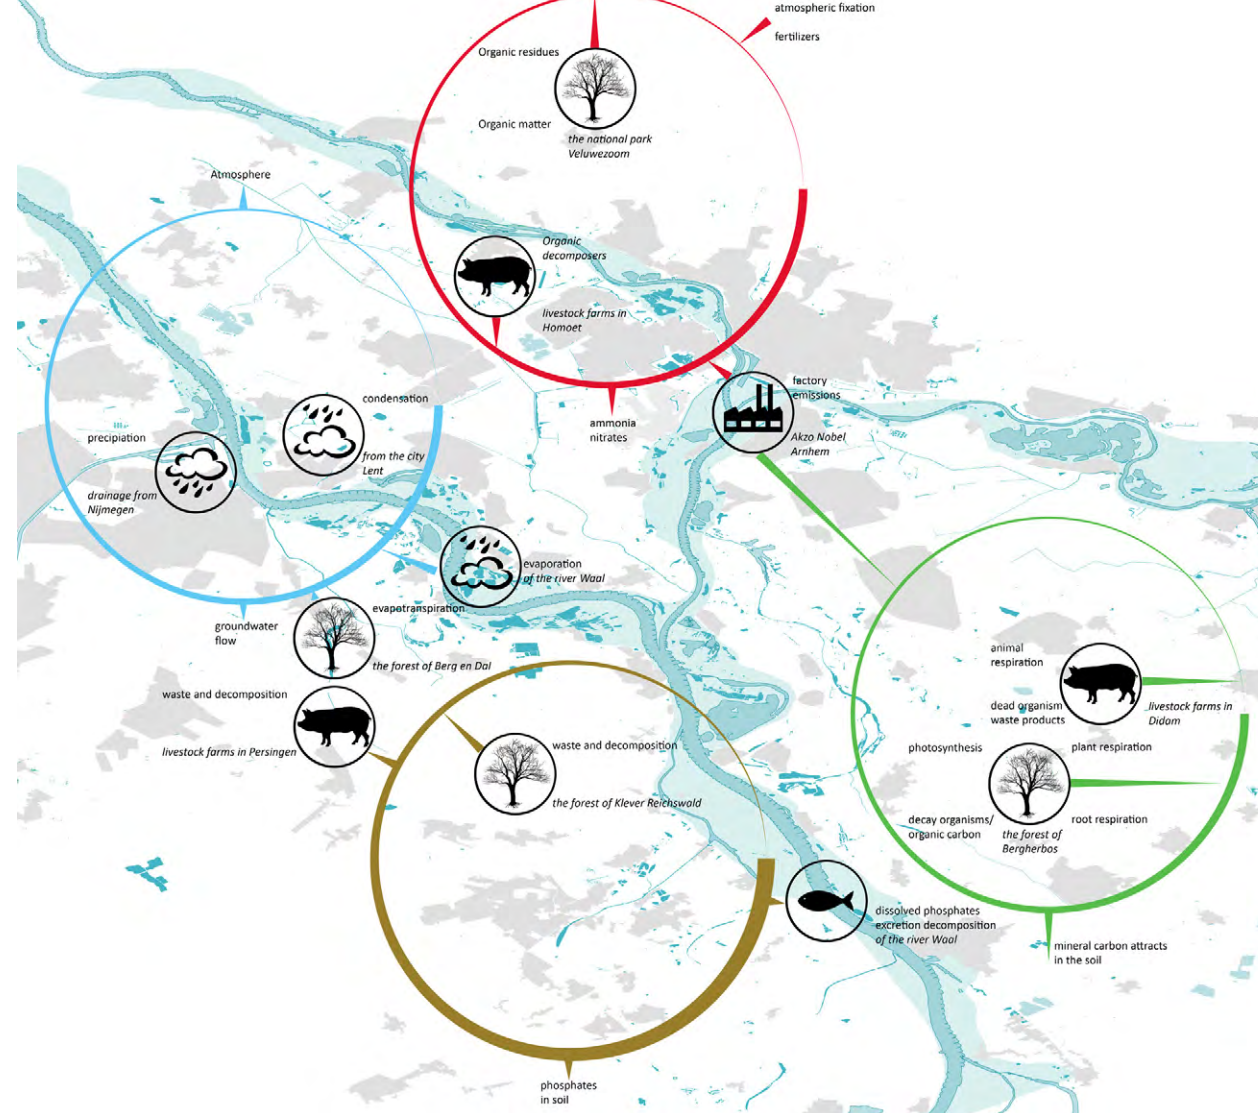 atmospheric fixation
fertilizers
Organic residues
Organic matter
the national park
Veluwezoom
Atmosphere
Organic
decomposers
livestock farms in
Homoet
ammonia
nitrates
factory
emissions
Akzo Nobel
Arnhem
condensation
from the city
Lent
precipiation
drainage from
Nijmegen
evaporation
of the river Waal
evapotranspiration
the forest of Berg en Dal
groundwater
flow
waste and decomposition
livestock farms in Persingen
waste and decomposition
the forest of Klever Reichswald
animal
respiration
dead organism
waste products
livestock farms in
Didam
photosynthesis
plant respiration
decay organisms/
organic carbon
the forest of
Bergherbos
root respiration
dissolved phosphates
excretion decomposition
of the river Waal
mineral carbon attracts
in the soil
phosphates
in soil